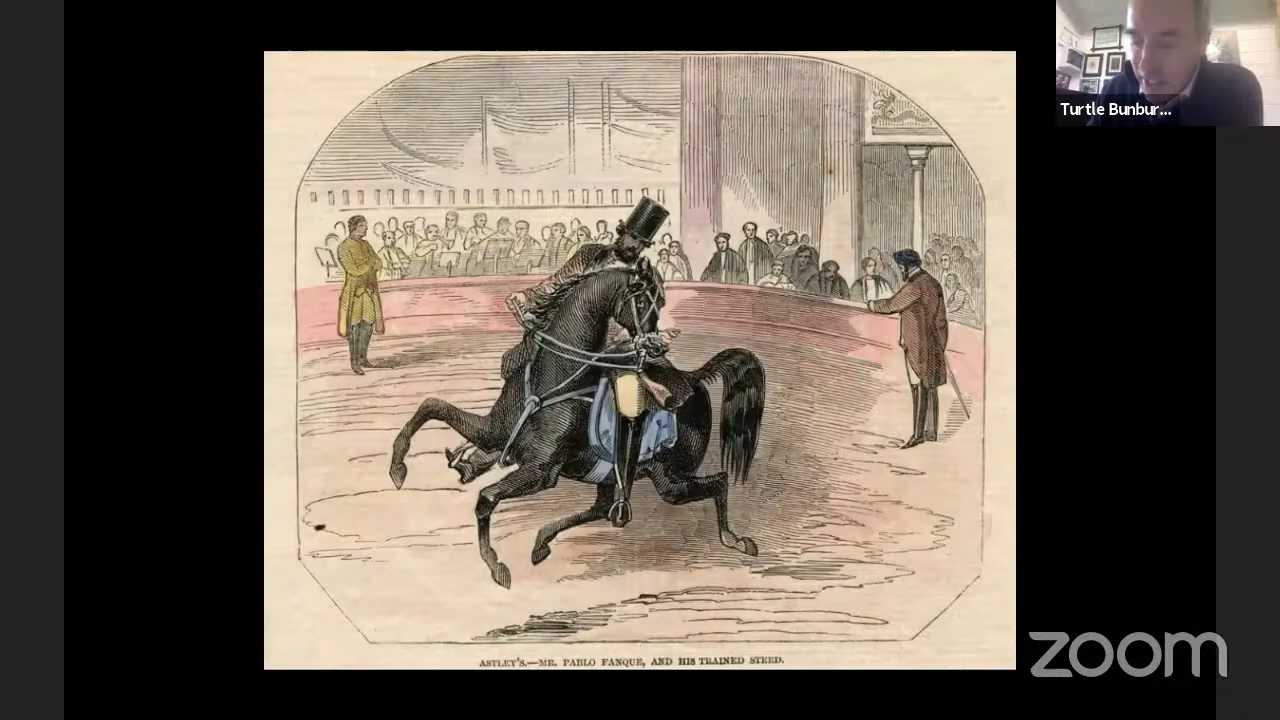 Turtle Bunbur...
ASTLEY'S.—MR. PABLO FANQUE, AND HIS TRAINED STEED.
zoom